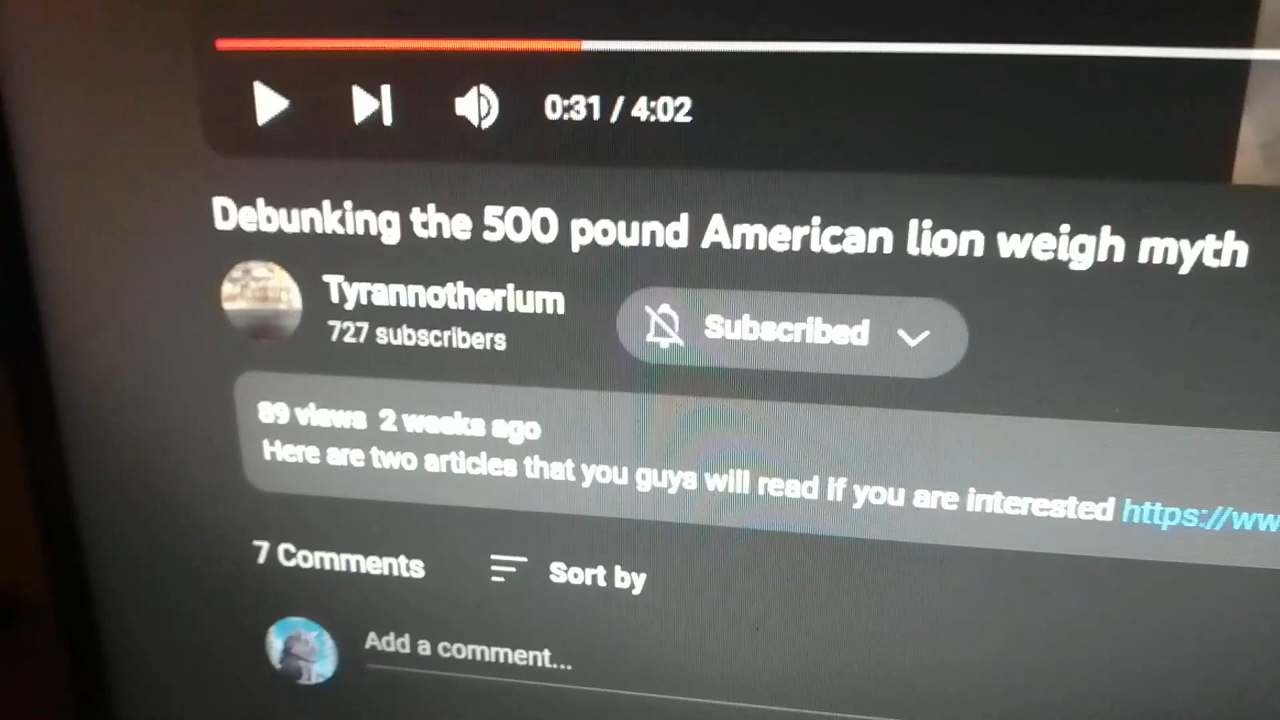 0:31 / 4:02
Debunking the 500 pound American lion weigh myth
Tyrannotherium
727 subscribers
Subscribed
89 views 2 weeks ago
Here are two articles that you guys will read if you are interested https://ww
7 Comments
Sort by
Add a comment...